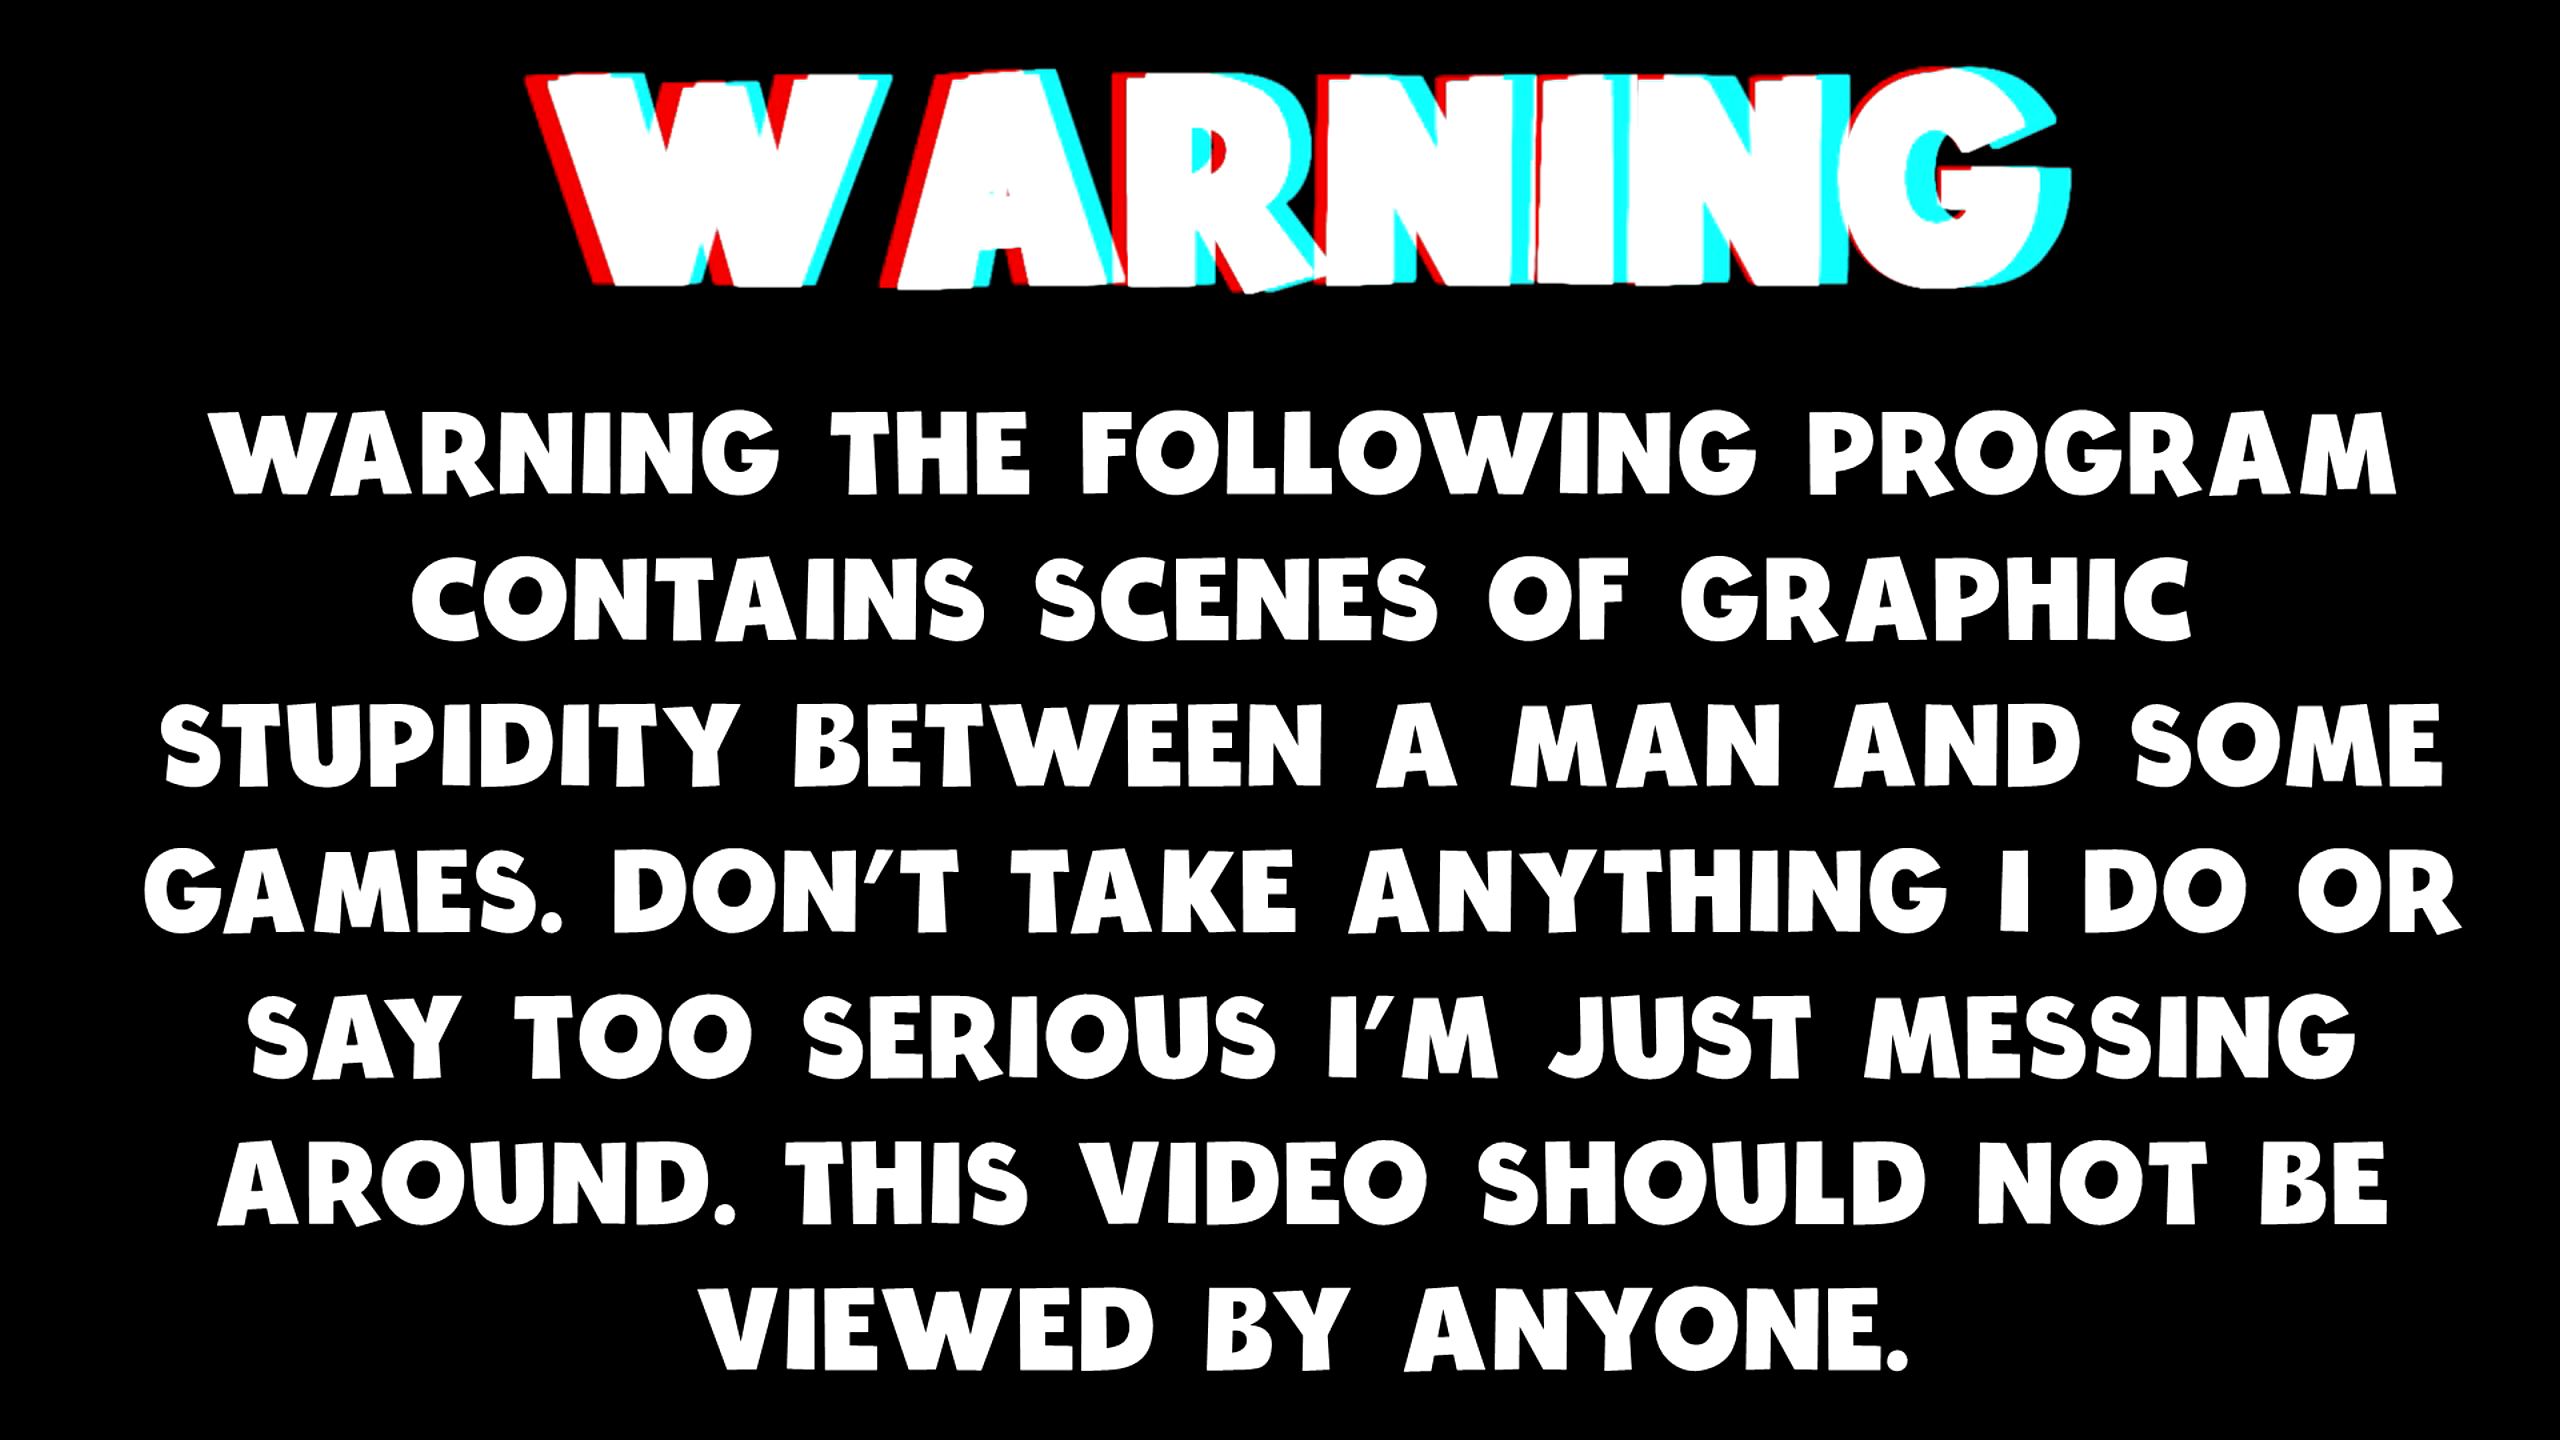 WARNING
WARNING THE FOLLOWING PROGRAM
CONTAINS SCENES OF GRAPHIC
STUPIDITY BETWEEN A MAN AND SOME
GAMES. DON'T TAKE ANYTHING I DO OR
SAY TOO SERIOUS I'M JUST MESSING
AROUND. THIS VIDEO SHOULD NOT BE
VIEWED BY ANYONE.